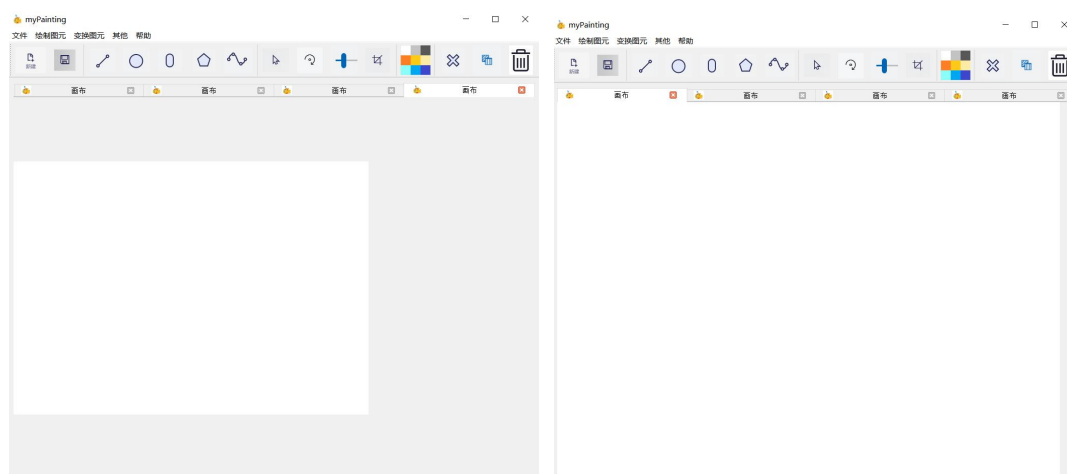 myPainting
文件 绘制图元 变换图元 其他 帮助
新建
画布 画布 画布 画布
myPainting
文件 绘制图元 变换图元 其他 帮助
新建
画布 画布 画布 画布